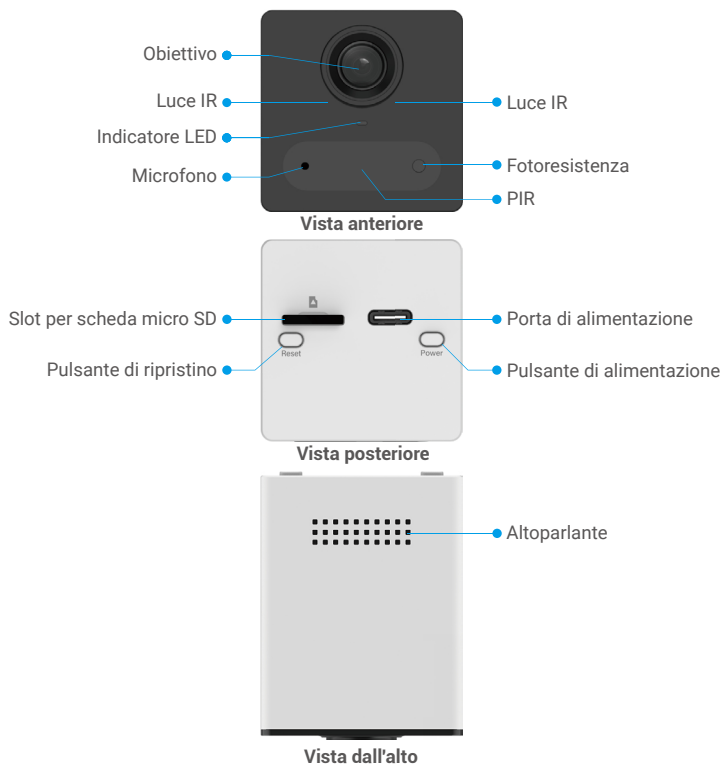 Obiettivo
Luce IR
Luce IR
Indicatore LED
Microfono
Fotoresistenza
PIR
Vista anteriore
Slot per scheda micro SD
Porta di alimentazione
Reset
Power
Pulsante di ripristino
Pulsante di alimentazione
Vista posteriore
Altoparlante
Vista dall'alto